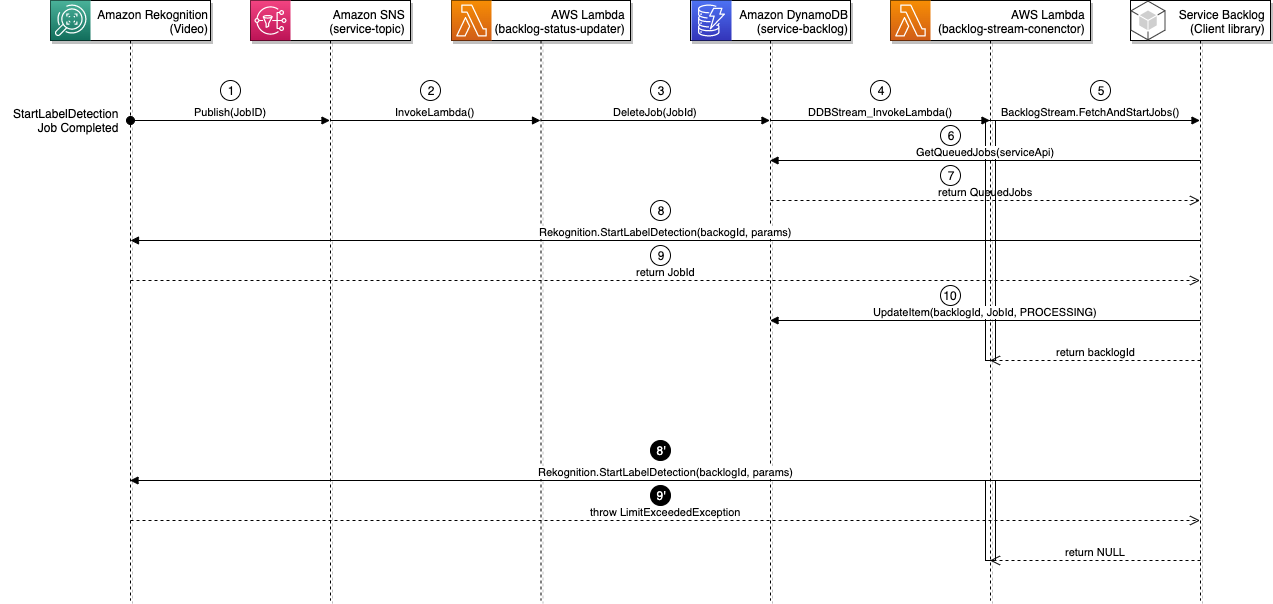 Amazon Rekognition
(Video)
Amazon SNS
(service-topic)
AWS Lambda
(backlog-status-updater)
Amazon DynamoDB
(service-backlog)
AWS Lambda
(backlog-stream-conenctor)
Service Backlog
(Client library)
StartLabelDetection
Job Completed
1
Publish(JobID)
2
InvokeLambda()
3
DeleteJob(JobId)
4
DDBStream_InvokeLambda()
5
BacklogStream.FetchAndStartJobs()
6
GetQueuedJobs(serviceApi)
7
return QueuedJobs
8
Rekognition.StartLabelDetection(backogId, params)
9
return JobId
10
UpdateItem(backlogId, JobId, PROCESSING)
return backlogId
8'
Rekognition.StartLabelDetection(backlogId, params)
9'
throw LimitExceededException
return NULL